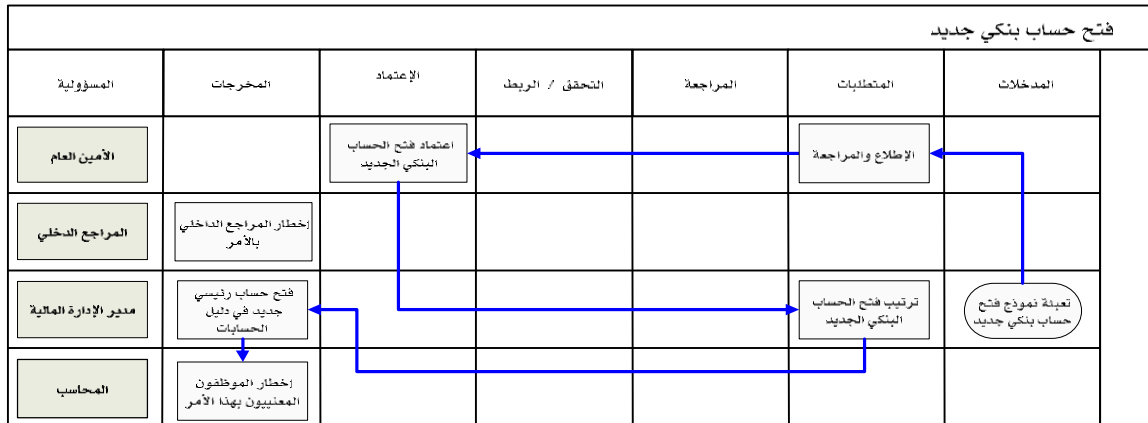 فتح حساب بنكي جديد
المدخلات
المتطلبات
المراجعة
التحقق / الربط
الإعتماد
المخرجات
المسؤولية
الإطلاع والمراجعة
اعتماد فتح الحساب
البنكي الجديد
الأمين العام
إخطار المراجع الداخلي
بالأمر
المراجع الدخلي
تعبئة نموذج فتح
حساب بنكي جديد
ترتيب فتح الحساب
البنكي الجديد
فتح حساب رئيسي
جديد في دليل
الحسابات
مدير الإدارة المالية
إخطار الموظفون
المعنييون بهذا الأمر
المحاسب